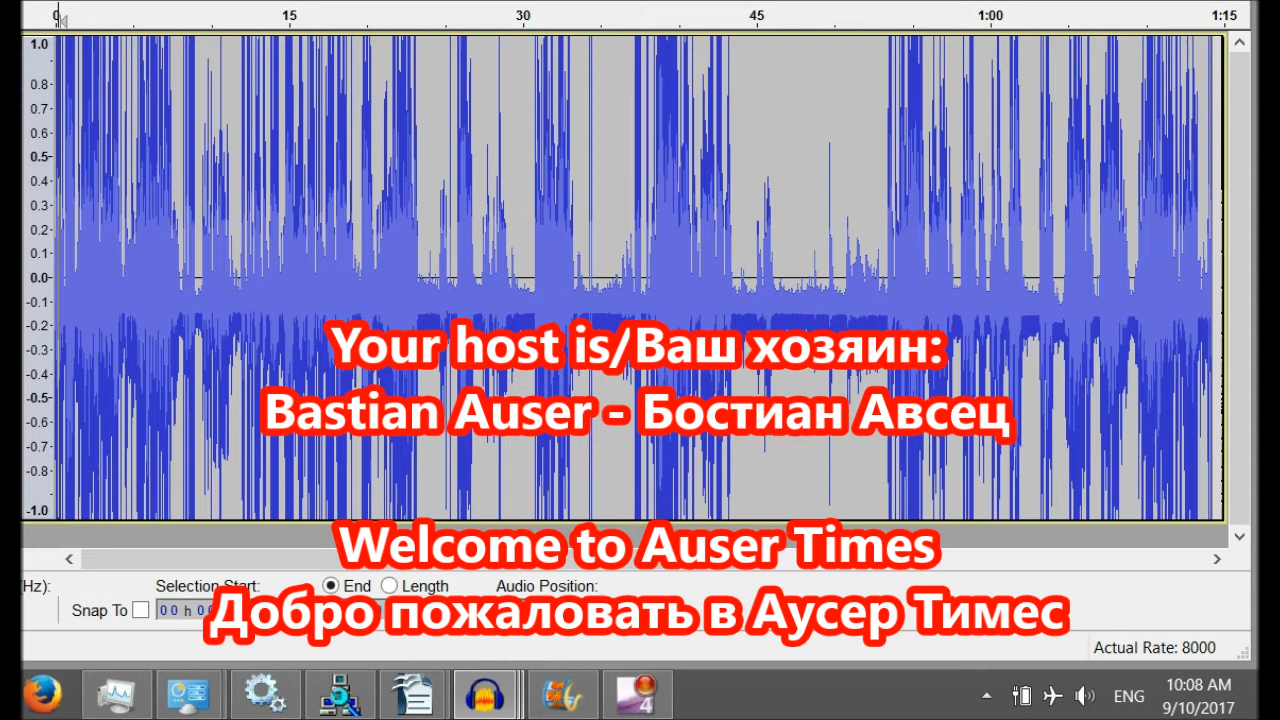 0 15 30 45 1:00 1:15
1.0
0.8
0.7
0.6
0.5
0.4
0.3
0.2
0.1
0.0
-0.1
-0.2
-0.3
-0.4
-0.5
-0.6
-0.7
-0.8
-1.0
Your host is/Ваш хозяин:
Bastian Auser - Бостиан Авсец
Welcome to Auser Times
(Hz): Selection Start: End Length Audio Position:
Snap To 00 h
Добро пожаловать в Аусер Тимес
Actual Rate: 8000
4
ENG
10:08 AM
9/10/2017